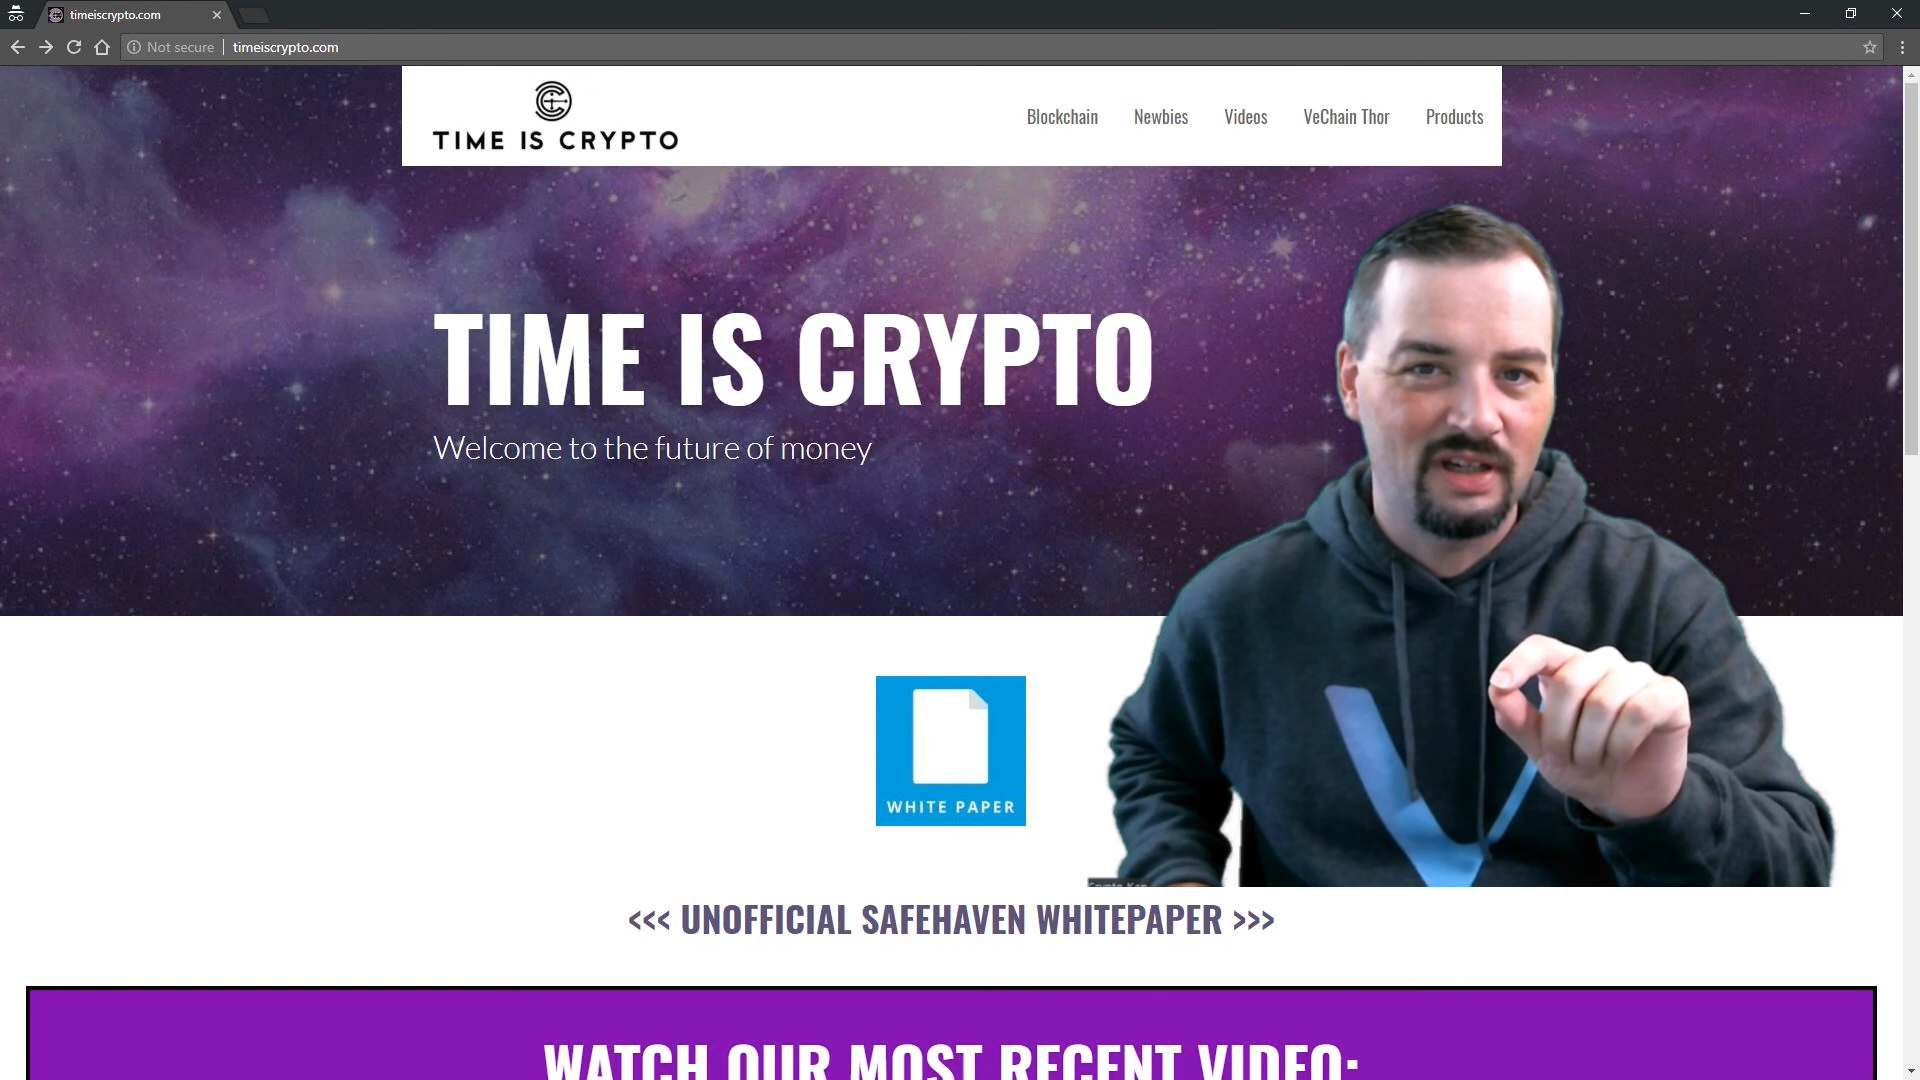 timeiscrypto.com
Not secure | timeiscrypto.com
TIME IS CRYPTO
Blockchain Newbies Videos VeChain Thor Products
TIME IS CRYPTO
Welcome to the future of money
WHITE PAPER
<<< UNOFFICIAL SAFEHAVEN WHITEPAPER >>>
WATCH OUR MOST RECENT VIDEO: